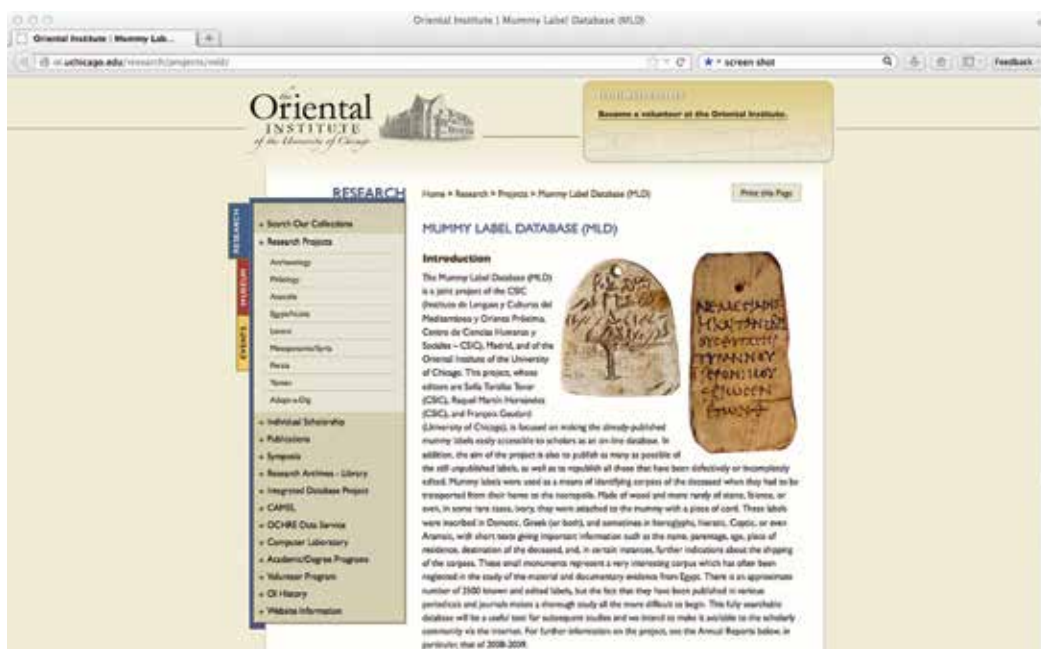 Oriental Institute | Mummy Label Database (MLD)
Oriental Institute | Mummy Lab...
oi.uchicago.edu/research/projects/mld/
screen shot
Feedback
the
Oriental
INSTITUTE
of the University of Chicago
Become a volunteer at the Oriental Institute.
RESEARCH
MUSEUM
EVENTS
RESEARCH
Search Our Collections
Research Projects
Archaeology
Philology
Anatolia
Egypt/Nubia
Levant
Mesopotamia/Syria
Persia
Yemen
Adopt-a-Dig
Individual Scholarship
Publications
Symposia
Research Archives - Library
Integrated Database Project
CAMEL
OCHRE Data Service
Computer Laboratory
Academic/Degree Programs
Volunteer Program
OI History
Website Information
Home > Research > Projects > Mummy Label Database (MLD)
Print this Page
MUMMY LABEL DATABASE (MLD)
Introduction
The Mummy Label Database (MLD)
is a joint project of the CSIC
(Instituto de Lenguas y Culturas del
Mediterráneo y Oriente Próximo,
Centro de Ciencias Humanas y
Sociales – CSIC), Madrid, and of the
Oriental Institute of the University
of Chicago. This project, whose
editors are Sofía Torallas Tovar
(CSIC), Raquel Martín Hernández
(CSIC), and François Gaudard
(University of Chicago), is focused on making the already-published
mummy labels easily accessible to scholars as an on-line database. In
addition, the aim of the project is also to publish as many as possible of
the still unpublished labels, as well as to republish all those that have been defectively or incompletely
edited. Mummy labels were used as a means of identifying corpses of the deceased when they had to be
transported from their home to the necropolis. Made of wood and more rarely of stone, faience, or
even, in some rare cases, ivory, they were attached to the mummy with a piece of cord. These labels
were inscribed in Demotic, Greek (or both), and sometimes in hieroglyphs, hieratic, Coptic, or even
Aramaic, with short texts giving important information such as the name, parentage, age, place of
residence, destination of the deceased, and, in certain instances, further indications about the shipping
of the corpses. These small monuments represent a very interesting corpus which has often been
neglected in the study of the material and documentary evidence from Egypt. There is an approximate
number of 2500 known and edited labels, but the fact that they have been published in various
periodicals and journals makes a thorough study all the more difficult to begin. This fully searchable
database will be a useful tool for subsequent studies and we intend to make it available to the scholarly
community via the internet. For further information on the project, see the Annual Reports below, in
particular, that of 2008-2009.